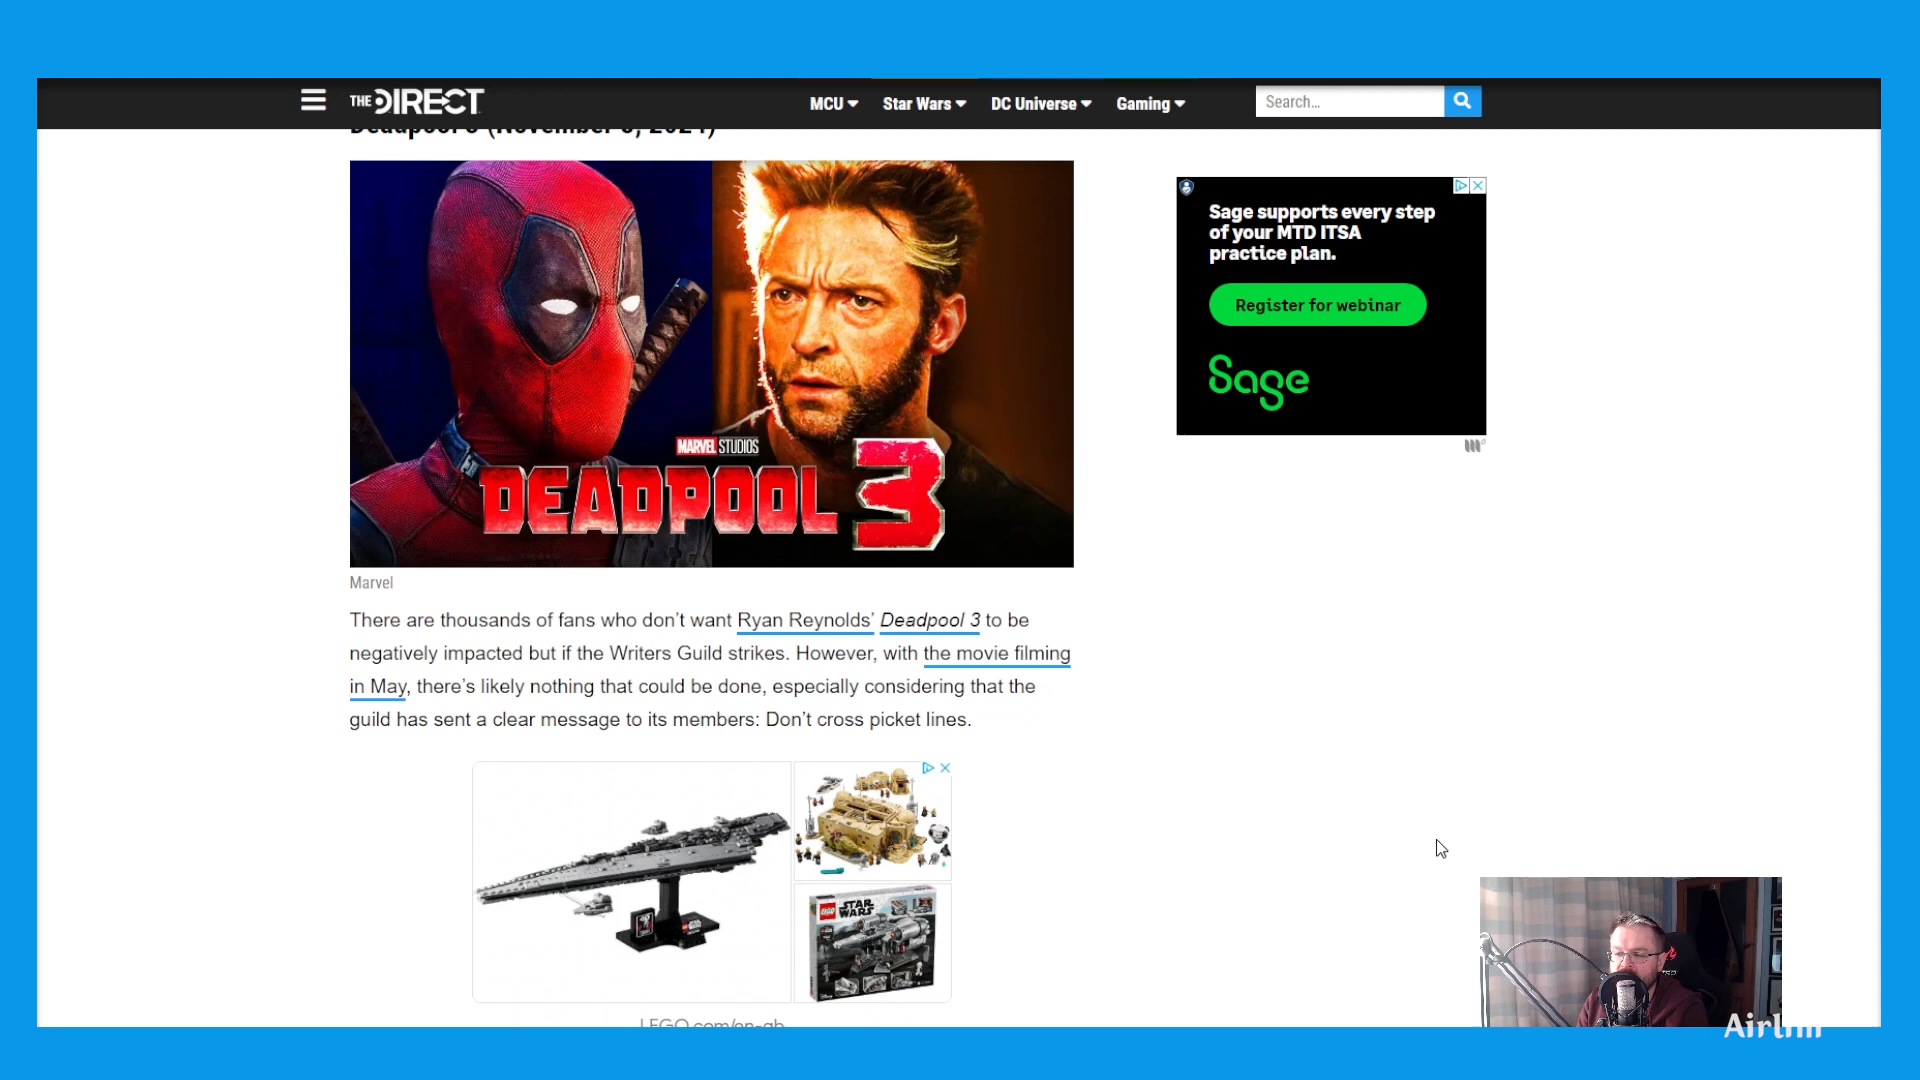 THE DIRECT
MCU
Star Wars
DC Universe
Gaming
Search...
MARVEL STUDIOS
DEADPOOL 3
Marvel
There are thousands of fans who don't want Ryan Reynolds' Deadpool 3 to be
negatively impacted but if the Writers Guild strikes. However, with the movie filming
in May, there's likely nothing that could be done, especially considering that the
guild has sent a clear message to its members: Don't cross picket lines.
Sage supports every step
of your MTD ITSA
practice plan.
Register for webinar
Sage
LEGO
STAR
WARS